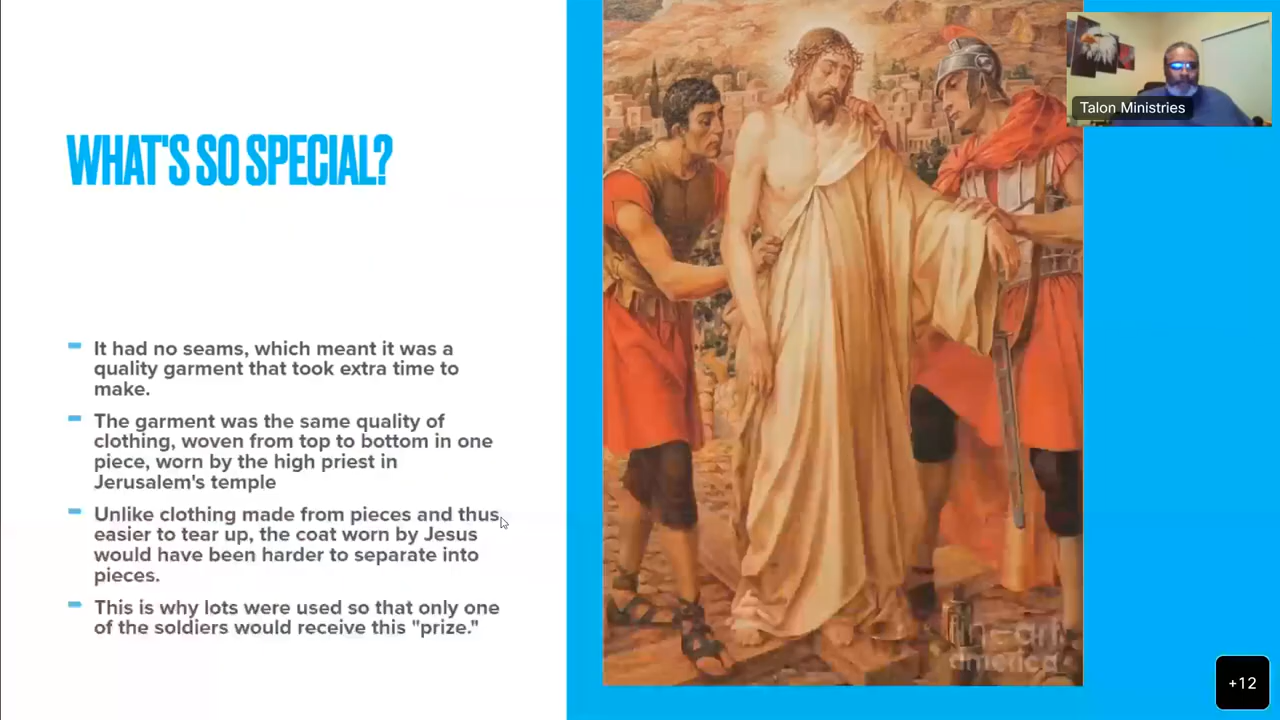 WHAT'S SO SPECIAL?
It had no seams, which meant it was a
quality garment that took extra time to
make.
The garment was the same quality of
clothing, woven from top to bottom in one
piece, worn by the high priest in
Jerusalem's temple
Unlike clothing made from pieces and thus
easier to tear up, the coat worn by Jesus
would have been harder to separate into
pieces.
This is why lots were used so that only one
of the soldiers would receive this "prize."
Talon Ministries
america
+12